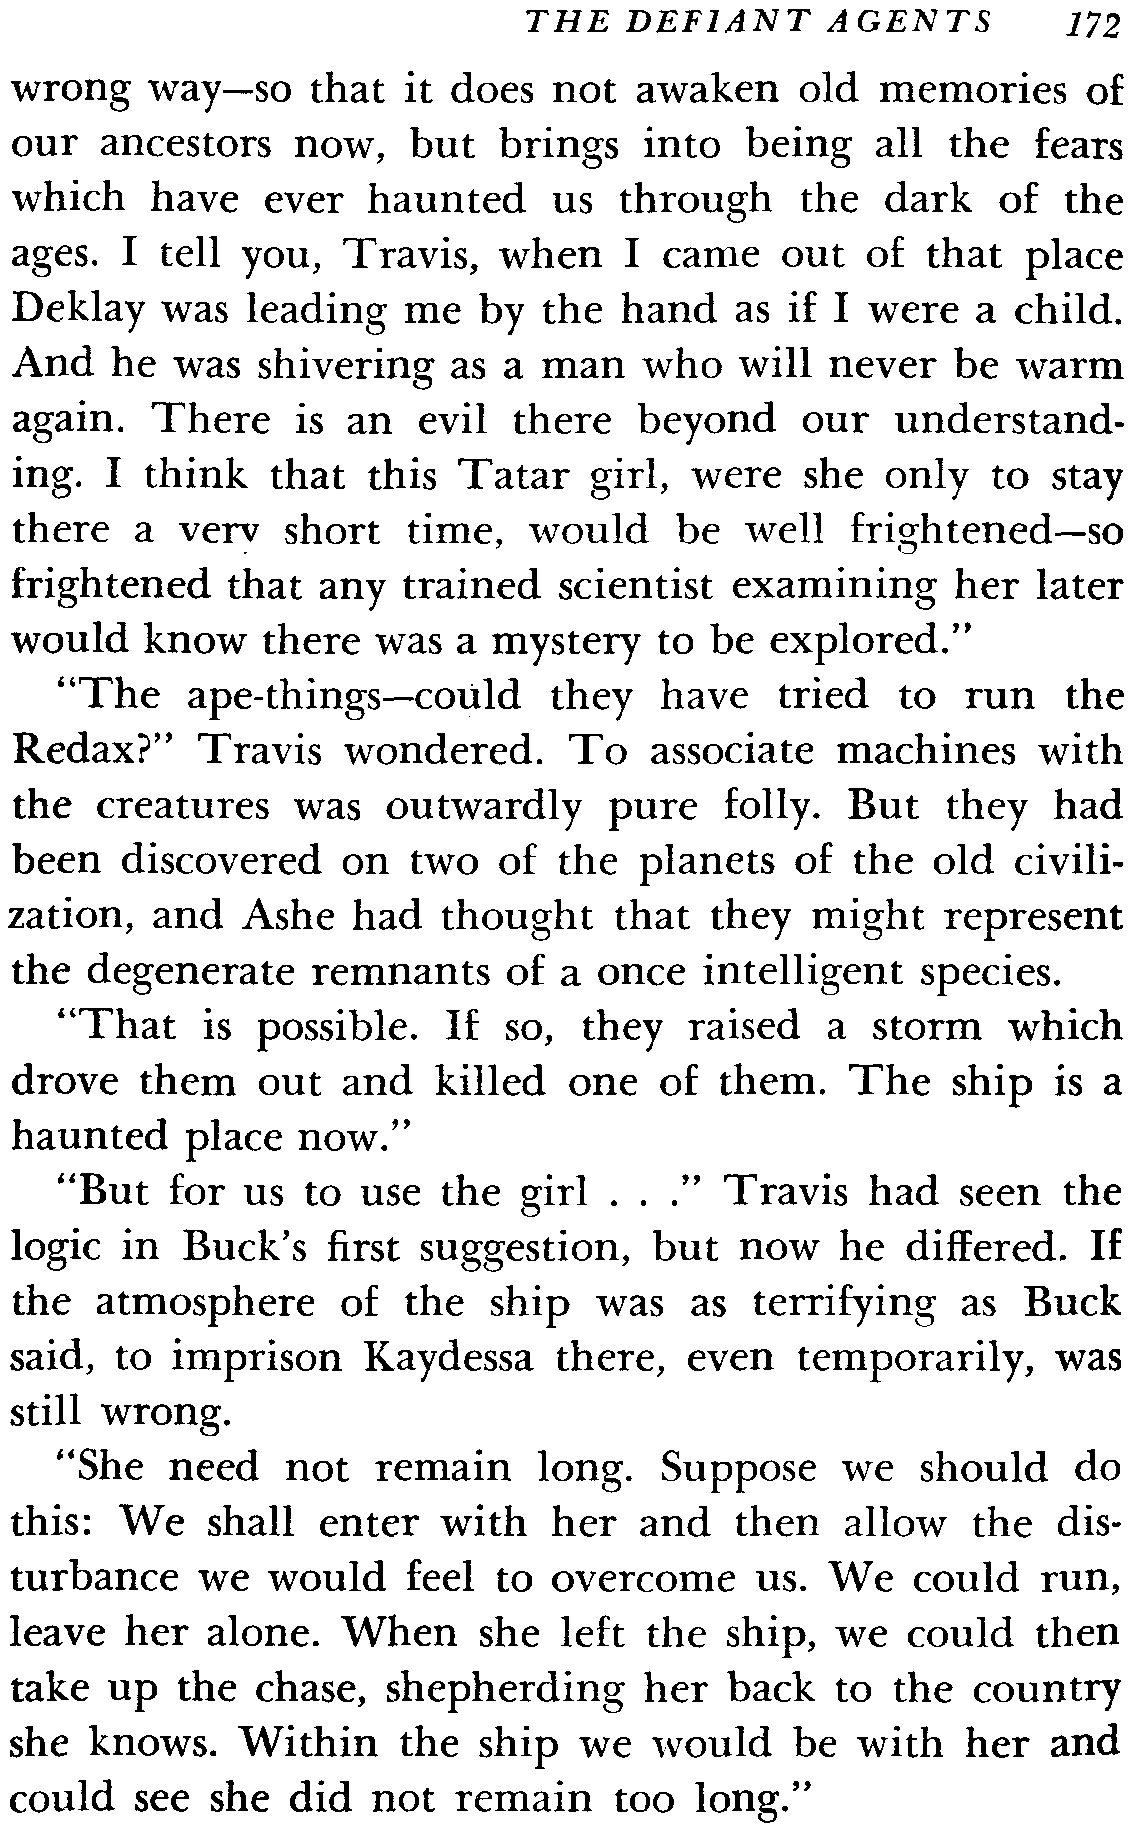 THE DEFIANT AGENTS 172
wrong way—so that it does not awaken old memories of
our ancestors now, but brings into being all the fears
which have ever haunted us through the dark of the
ages. I tell you, Travis, when I came out of that place
Deklay was leading me by the hand as if I were a child.
And he was shivering as a man who will never be warm
again. There is an evil there beyond our understand-
ing. I think that this Tatar girl, were she only to stay
there a very short time, would be well frightened—so
frightened that any trained scientist examining her later
would know there was a mystery to be explored."
"The ape-things—could they have tried to run the
Redax?" Travis wondered. To associate machines with
the creatures was outwardly pure folly. But they had
been discovered on two of the planets of the old civili-
zation, and Ashe had thought that they might represent
the degenerate remnants of a once intelligent species.
"That is possible. If so, they raised a storm which
drove them out and killed one of them. The ship is a
haunted place now."
"But for us to use the girl . . ." Travis had seen the
logic in Buck's first suggestion, but now he differed. If
the atmosphere of the ship was as terrifying as Buck
said, to imprison Kaydessa there, even temporarily, was
still wrong.
"She need not remain long. Suppose we should do
this: We shall enter with her and then allow the dis-
turbance we would feel to overcome us. We could run,
leave her alone. When she left the ship, we could then
take up the chase, shepherding her back to the country
she knows. Within the ship we would be with her and
could see she did not remain too long."